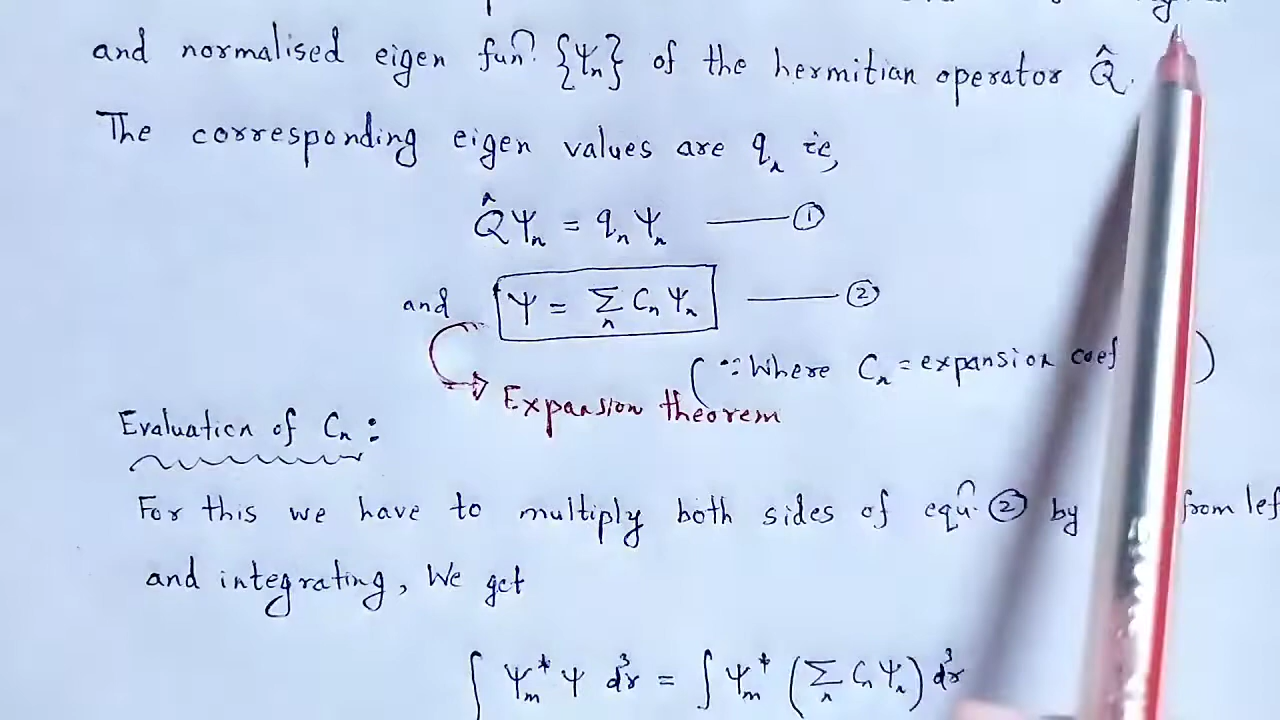 and normalised eigen fun? {Ψn} of the hermitian operator Q̂.
The corresponding eigen values are qn ie,
Q̂Ψn = qnΨn —— ①
and Ψ = Σn CnΨn —— ②
(∵ Where Cn = expansion coef )
Expansion theorem
Evaluation of Cn :
For this we have to multiply both sides of equn. ② by from lef
and integrating, We get
∫ Ψm* Ψ d³r = ∫ Ψm* (Σn CnΨn) d³r